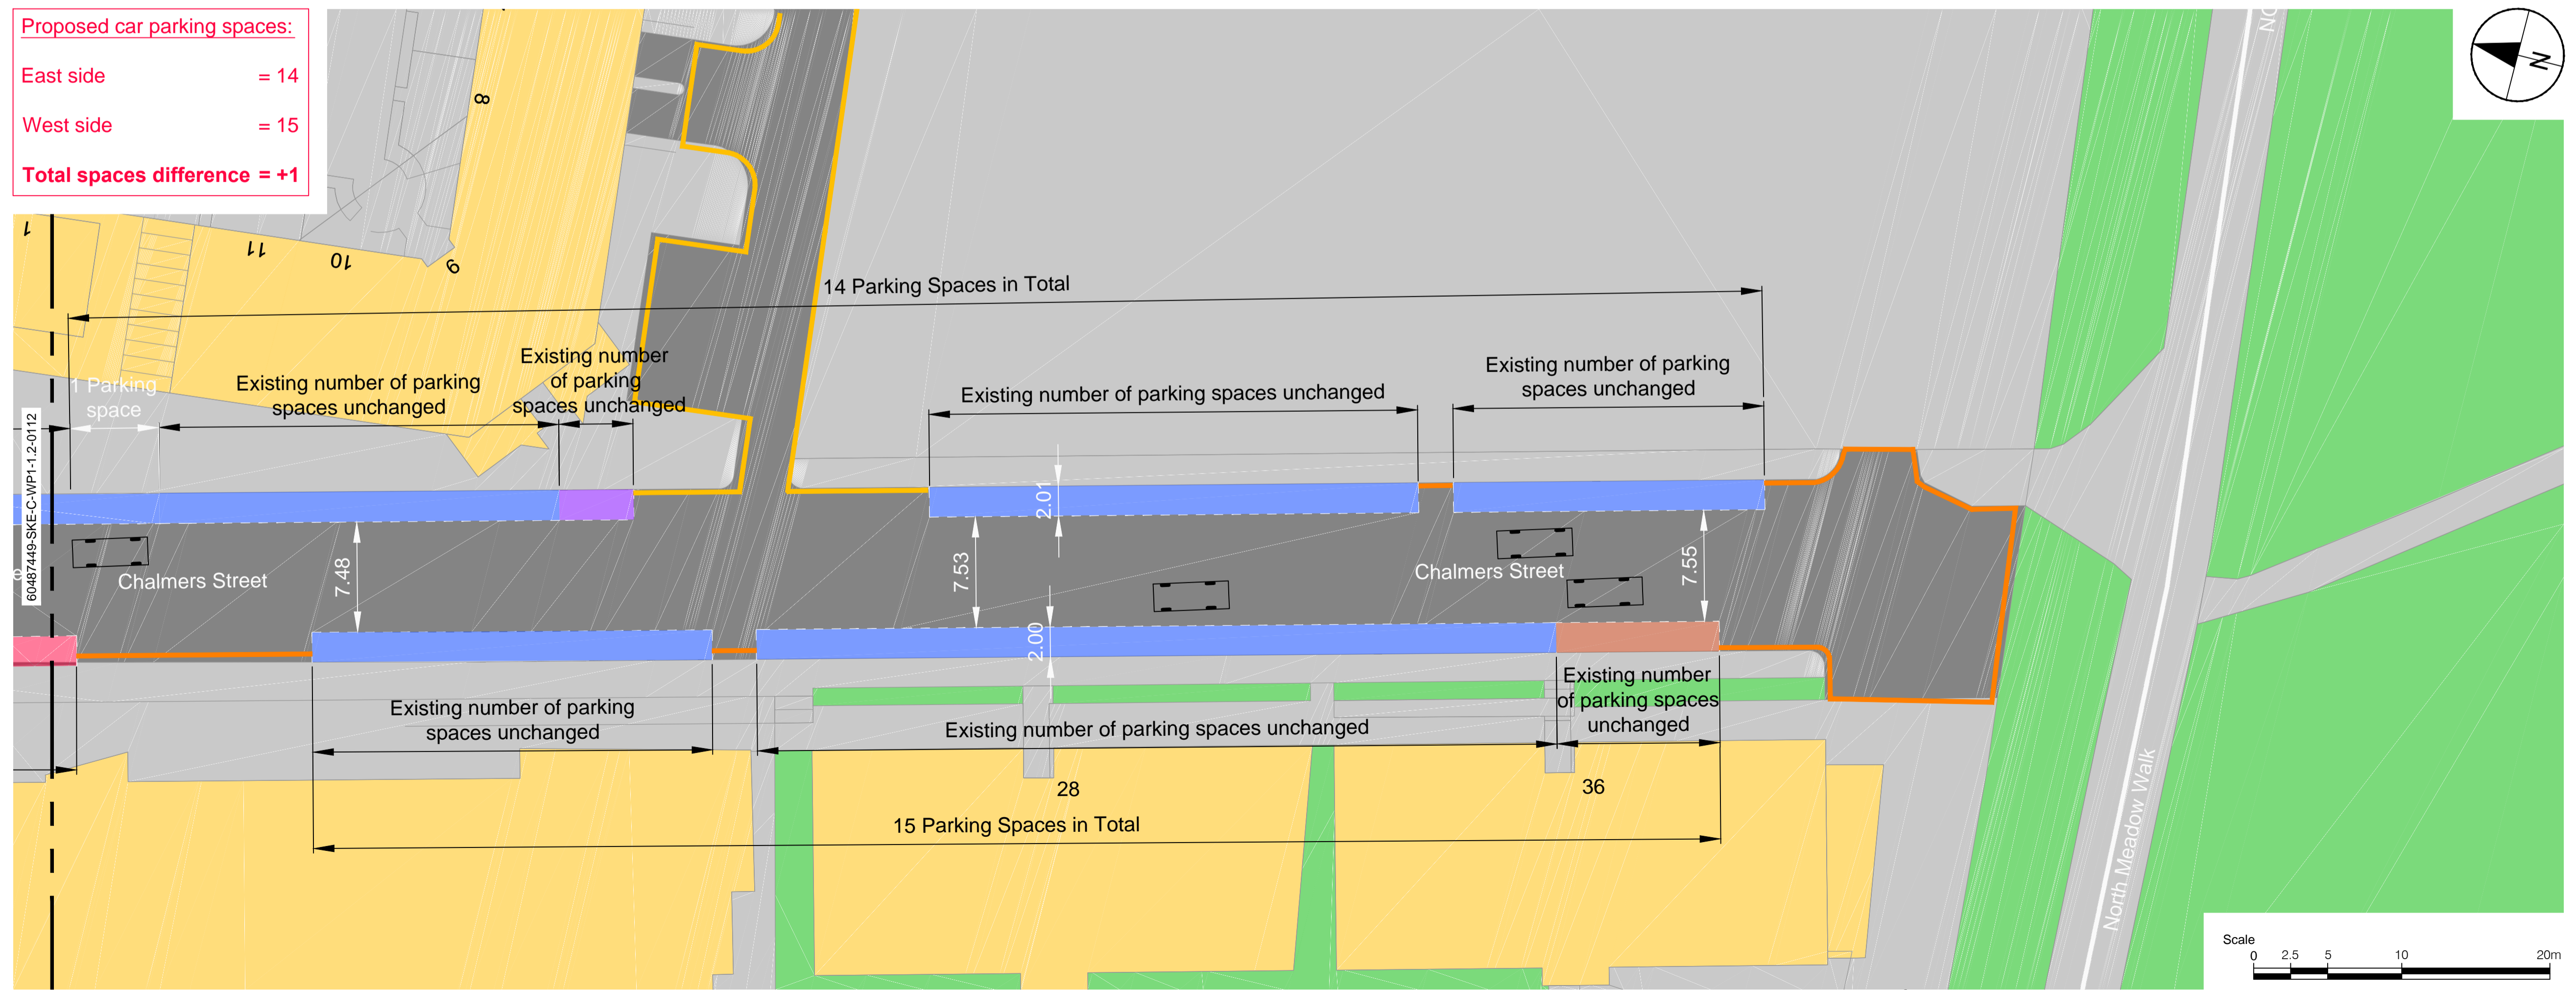 Proposed car parking spaces:
East side = 14
West side = 15
Total spaces difference = +1
N
8
1
11
10
9
14 Parking Spaces in Total
1 Parking
space
Existing number of parking
spaces unchanged
Existing number
of parking
spaces unchanged
Existing number of parking spaces unchanged
Existing number of parking
spaces unchanged
60487449-SKE-C-WP1-1.2-0112
2.01
Chalmers Street
7.48
7.53
Chalmers Street
7.55
2.00
Existing number of parking
spaces unchanged
Existing number of parking spaces unchanged
Existing number
of parking spaces
unchanged
28
36
15 Parking Spaces in Total
North Meadow Walk
Scale
0 2.5 5 10 20m